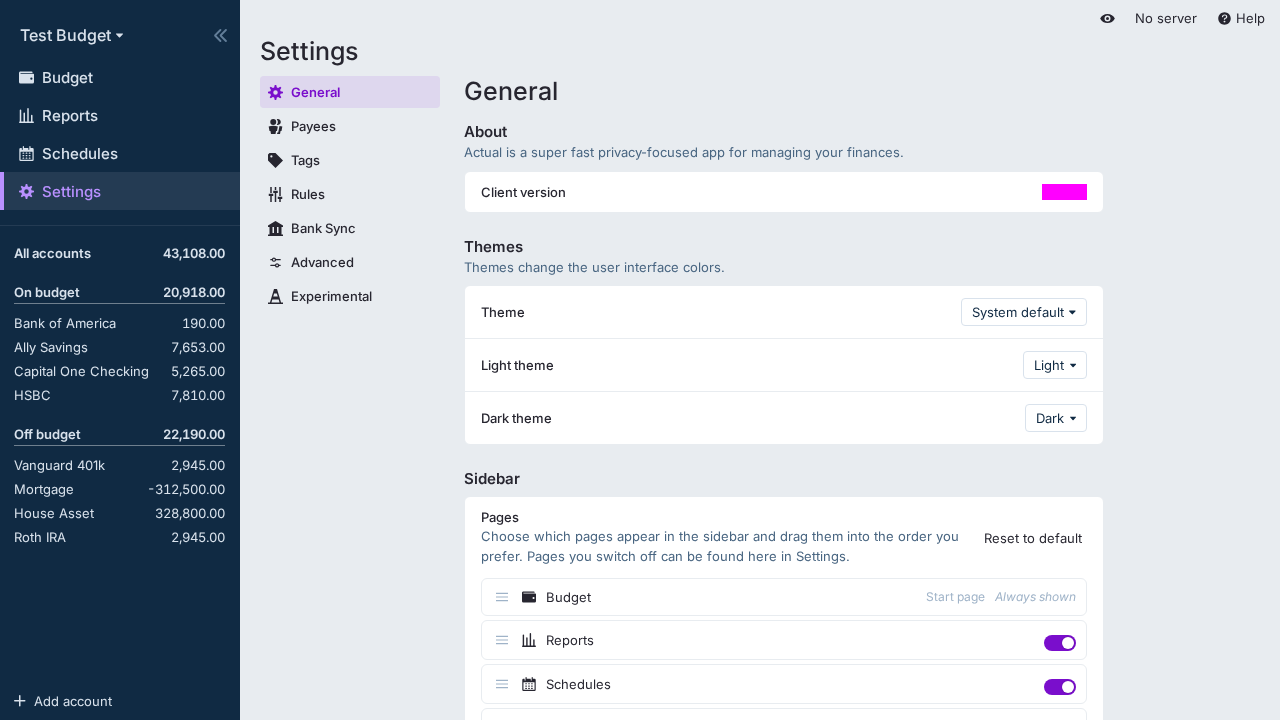 Test Budget
Budget
Reports
Schedules
Settings
All accounts 43,108.00
On budget 20,918.00
Bank of America 190.00
Ally Savings 7,653.00
Capital One Checking 5,265.00
HSBC 7,810.00
Off budget 22,190.00
Vanguard 401k 2,945.00
Mortgage -312,500.00
House Asset 328,800.00
Roth IRA 2,945.00
Add account
No server Help
Settings
General
Payees
Tags
Rules
Bank Sync
Advanced
Experimental
General
About
Actual is a super fast privacy-focused app for managing your finances.
Client version
Themes
Themes change the user interface colors.
Theme System default
Light theme Light
Dark theme Dark
Sidebar
Pages
Choose which pages appear in the sidebar and drag them into the order you
prefer. Pages you switch off can be found here in Settings.
Reset to default
Budget Start page Always shown
Reports
Schedules